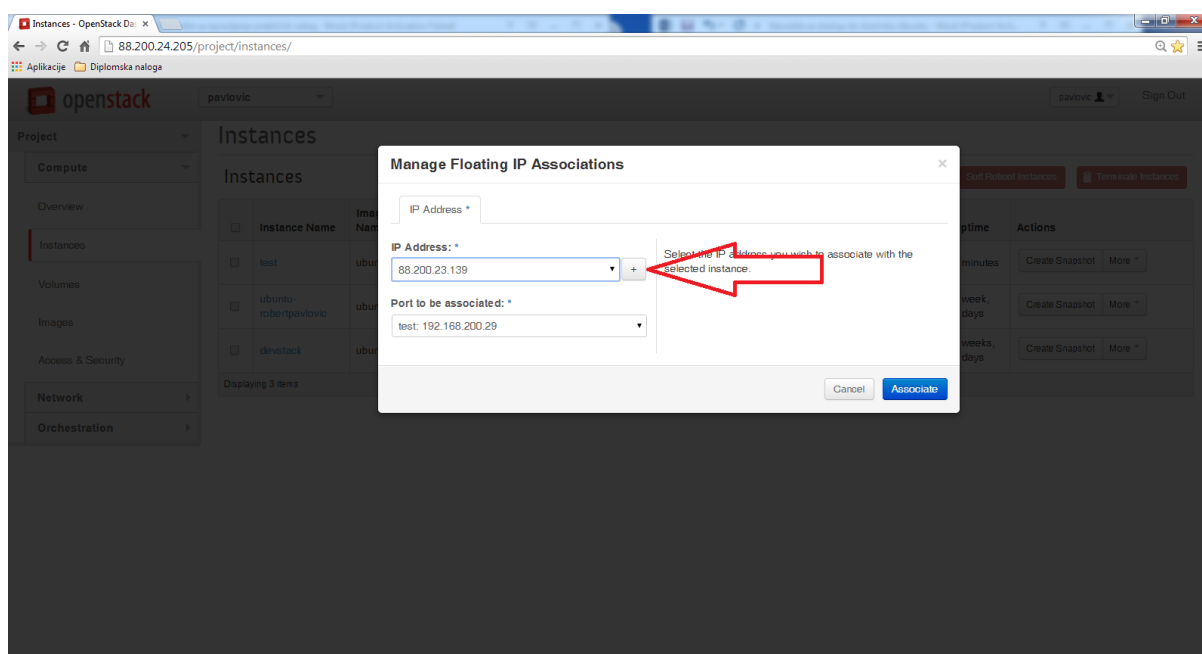 Instances - OpenStack Da
88.200.24.205/project/instances/
Aplikacije Diplomska naloga
openstack pavlovic pavlovic Sign Out
Project
Instances
Manage Floating IP Associations
Compute
Instances
Soft Reboot Instances Terminate Instances
Overview
IP Address *
Instance Name
Actions
Instances
IP Address: *
Select the IP address you wish to associate with the
selected instance.
test
88.200.23.139 +
minutes
Create Snapshot More
Volumes
ubuntu-
robertpavlovic
Port to be associated: *
week,
days
Create Snapshot More
Images
test: 192.168.200.29
devstack
weeks,
days
Create Snapshot More
Access & Security
Displaying 3 items
Cancel Associate
Network
Orchestration